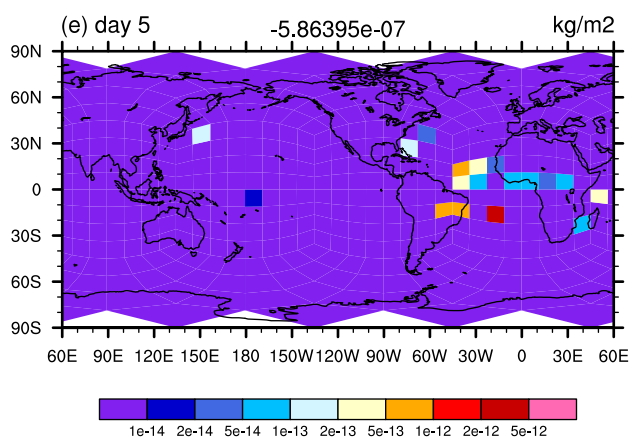 (e) day 5 -5.86395e-07 kg/m2
90N
60N
30N
0
30S
60S
90S
60E 90E 120E 150E 180 150W 120W 90W 60W 30W 0 30E 60E
1e-14 2e-14 5e-14 1e-13 2e-13 5e-13 1e-12 2e-12 5e-12